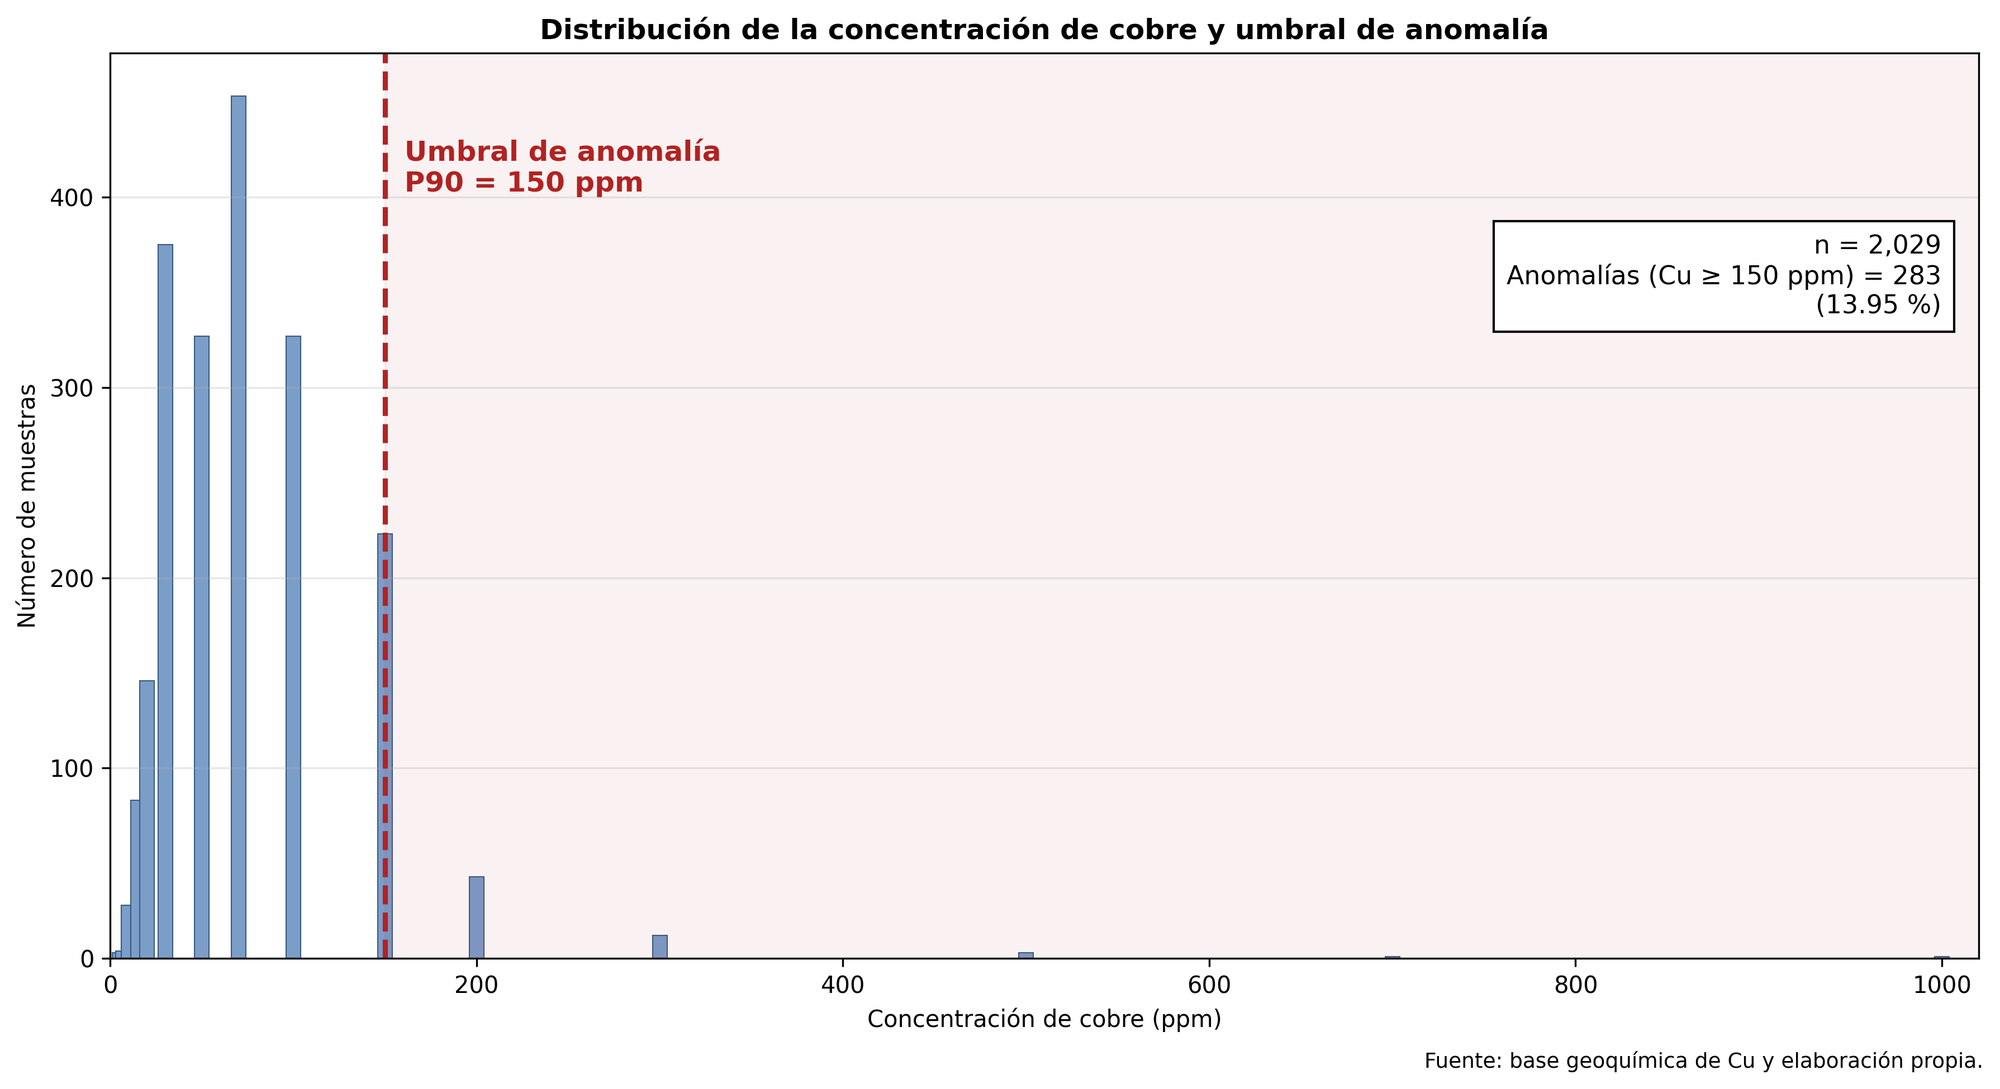 Distribución de la concentración de cobre y umbral de anomalía
Umbral de anomalía
P90 = 150 ppm
n = 2,029
Anomalías (Cu ≥ 150 ppm) = 283
(13.95 %)
Número de muestras
400
300
200
100
0
0 200 400 600 800 1000
Concentración de cobre (ppm)
Fuente: base geoquímica de Cu y elaboración propia.